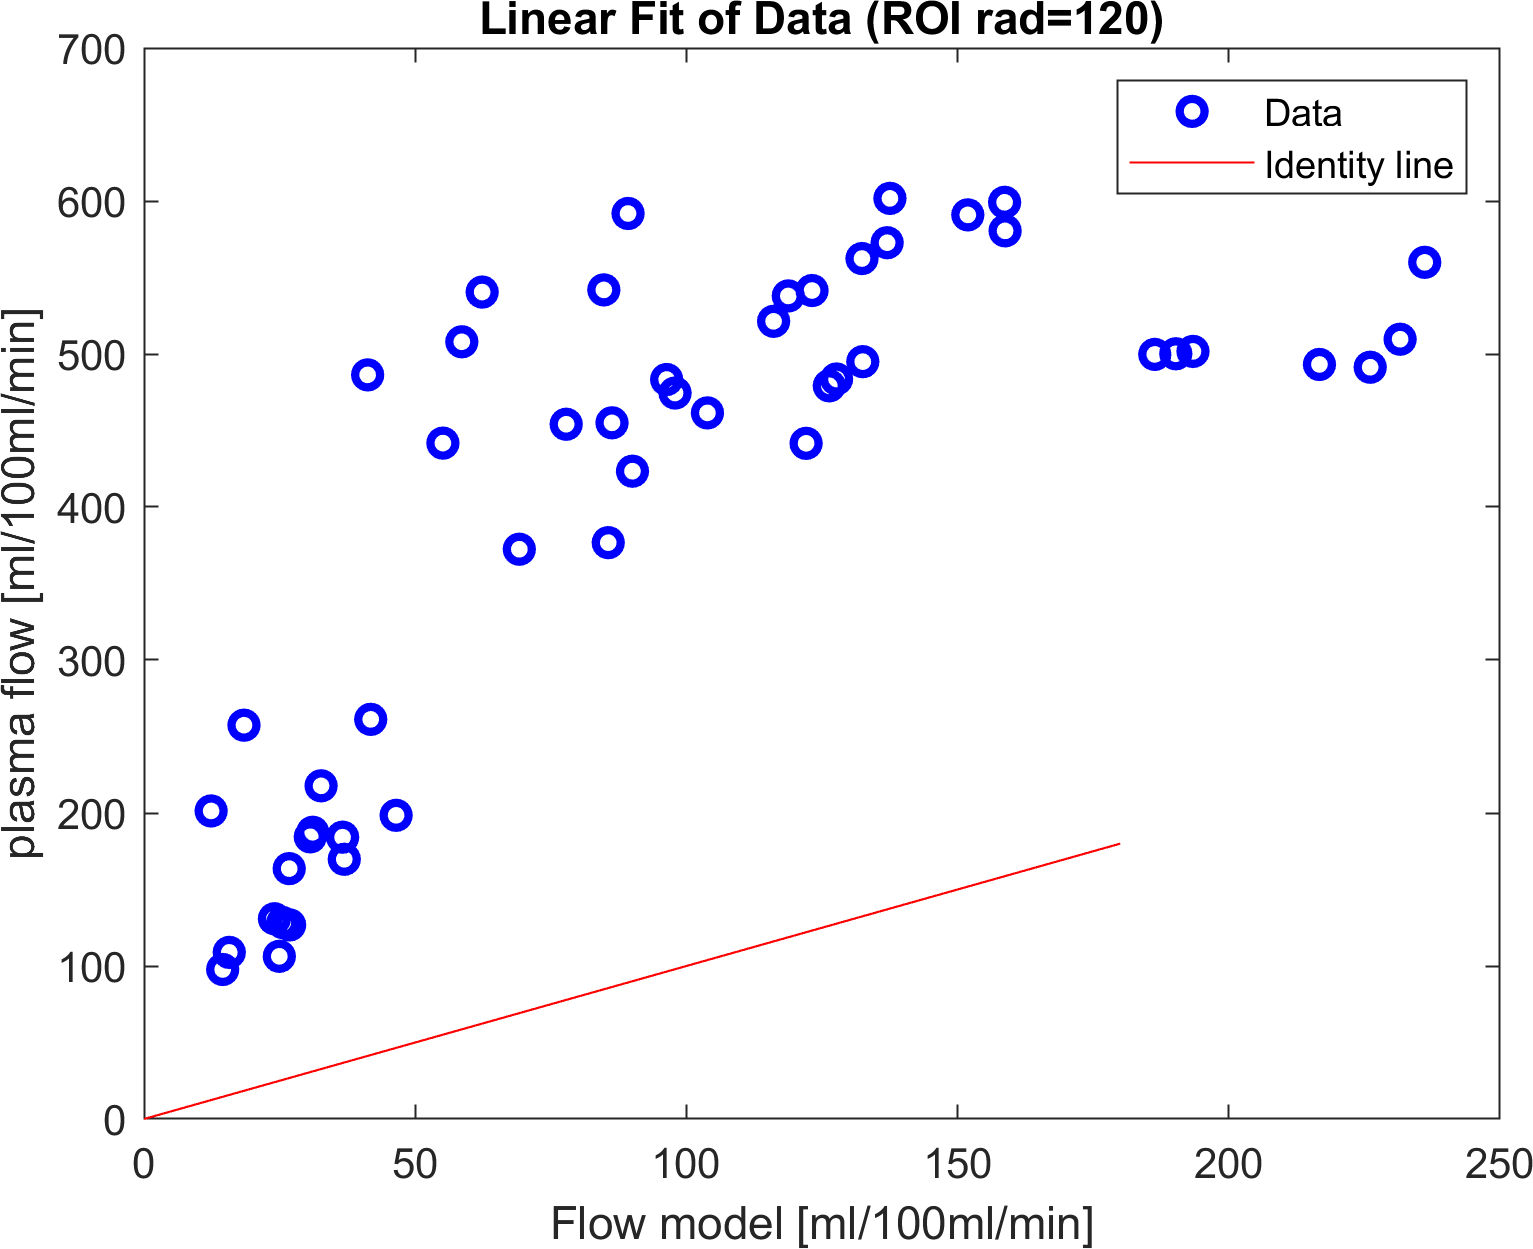 Linear Fit of Data (ROI rad=120)
700
600
500
400
300
200
100
0
plasma flow [ml/100ml/min]
Data
Identity line
0 50 100 150 200 250
Flow model [ml/100ml/min]